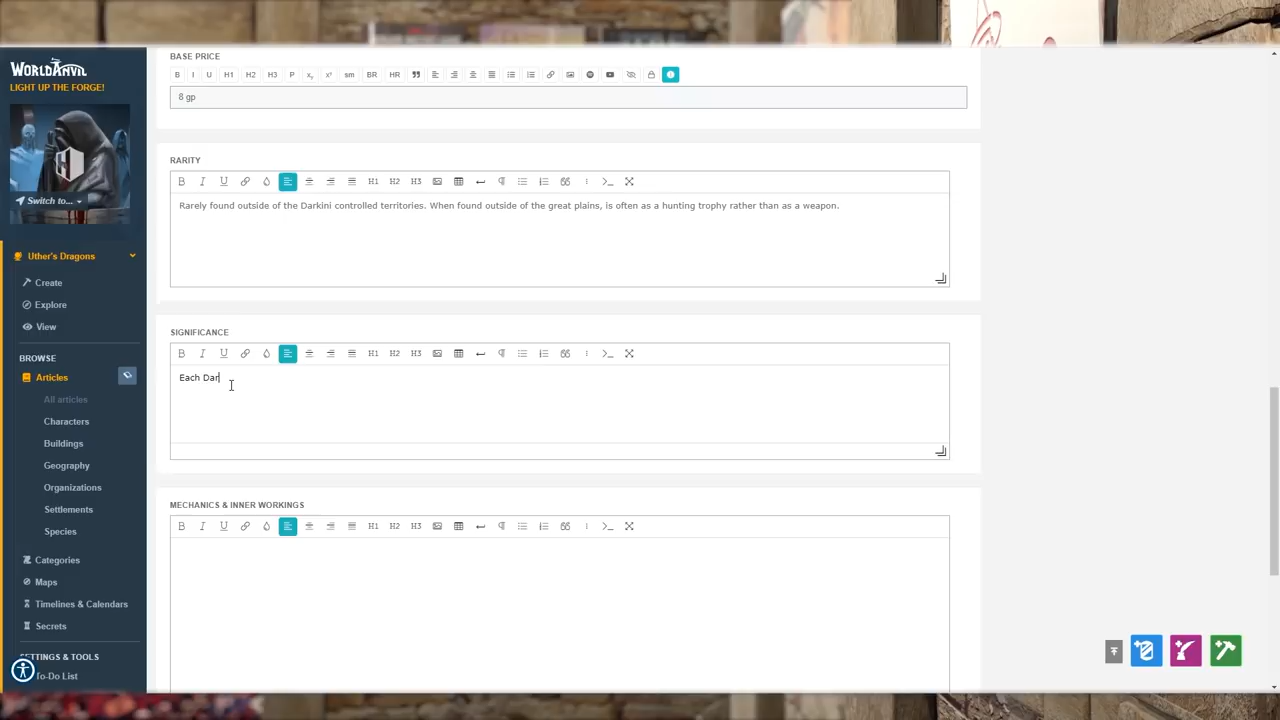 WORLDANVIL
LIGHT UP THE FORGE!
Switch to...
Uther's Dragons
Create
Explore
View
BROWSE
Articles
All articles
Characters
Buildings
Geography
Organizations
Settlements
Species
Categories
Maps
Timelines & Calendars
Secrets
SETTINGS & TOOLS
To-Do List
BASE PRICE
B I U H1 H2 H3 P x₂ x² sm BR HR
8 gp
RARITY
B I U H1 H2 H3
Rarely found outside of the Darkini controlled territories. When found outside of the great plains, is often as a hunting trophy rather than as a weapon.
SIGNIFICANCE
B I U H1 H2 H3
Each Dar
MECHANICS & INNER WORKINGS
B I U H1 H2 H3